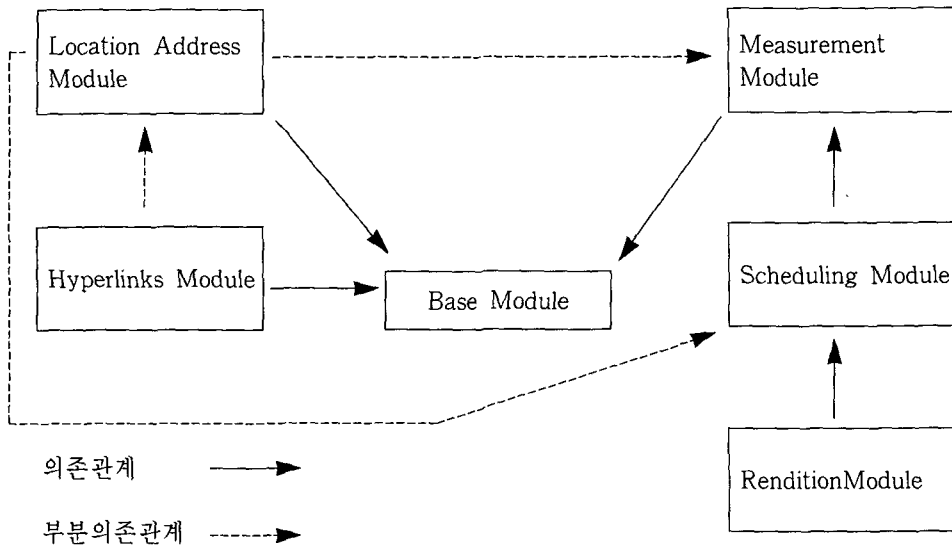 Location Address
Module
Measurement
Module
Hyperlinks Module
Base Module
Scheduling Module
RenditionModule
의존관계
부분의존관계